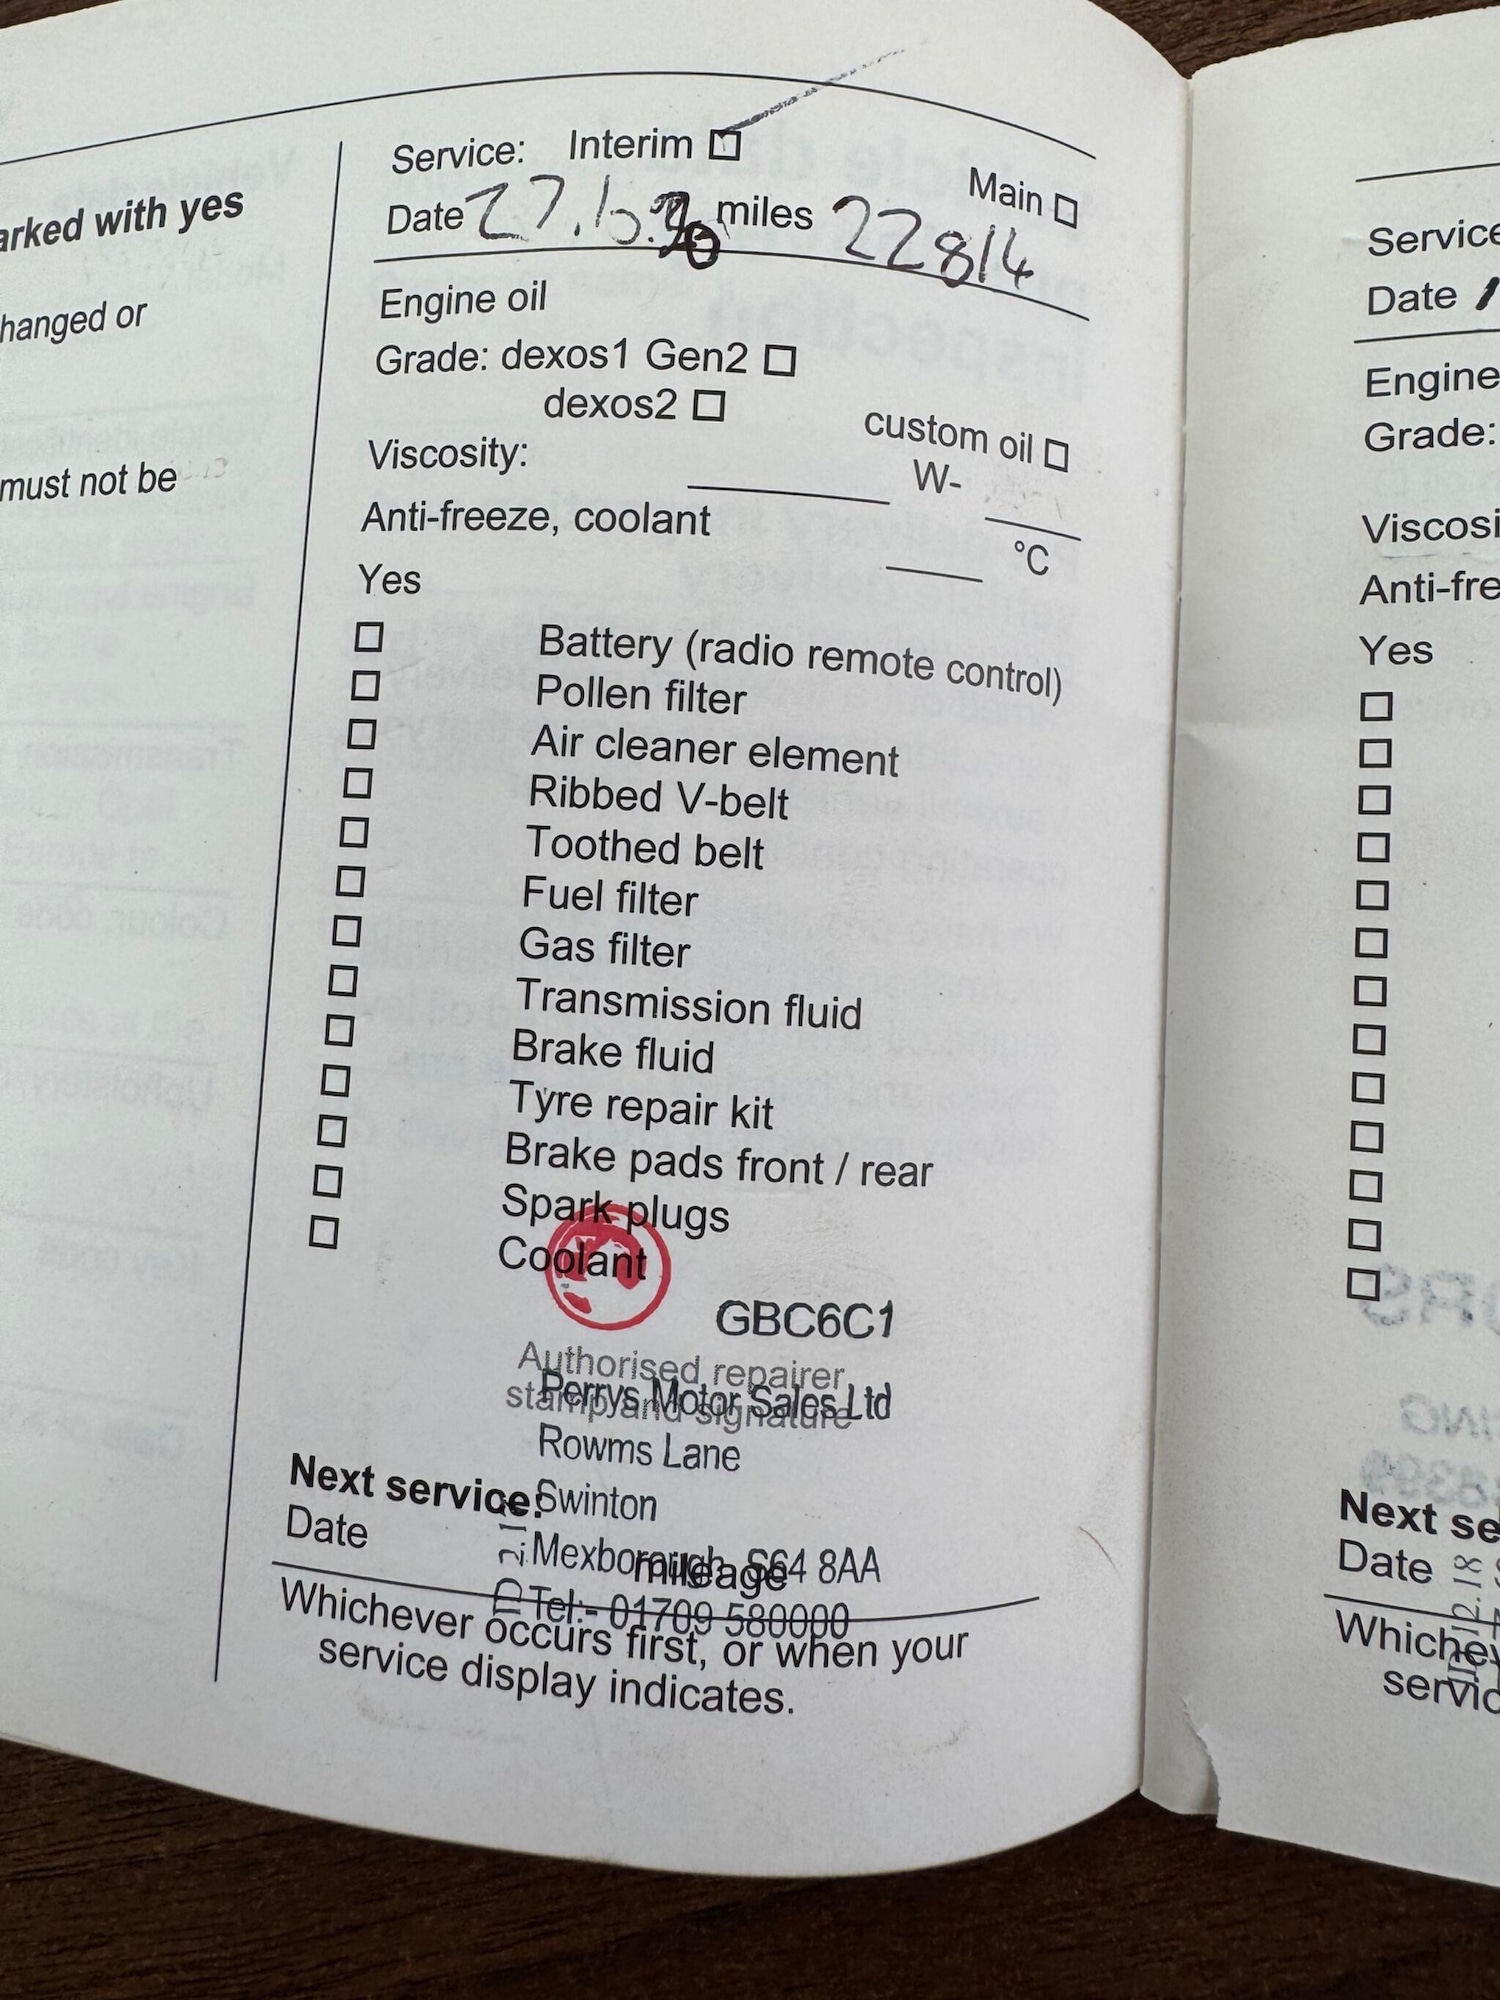 arked with yes
hanged or
must not be
Service: Interim
Main
Date 27. miles 22814
Engine oil
Grade: dexos1 Gen2
dexos2
custom oil
Viscosity: W-
Anti-freeze, coolant °C
Yes
Battery (radio remote control)
Pollen filter
Air cleaner element
Ribbed V-belt
Toothed belt
Fuel filter
Gas filter
Transmission fluid
Brake fluid
Tyre repair kit
Brake pads front / rear
Spark plugs
Coolant
GBC6C1
Authorised repairer
stamp and signature
Perrys Motor Sales Ltd
Rowms Lane
Swinton
Mexborough, S64 8AA
Tel:- 01709 580000
Next service:
Date mileage
Whichever occurs first, or when your
service display indicates.
Service
Date
Engine
Grade:
Viscosi
Anti-fre
Yes
Next se
Date
Whichev
servic
12.18